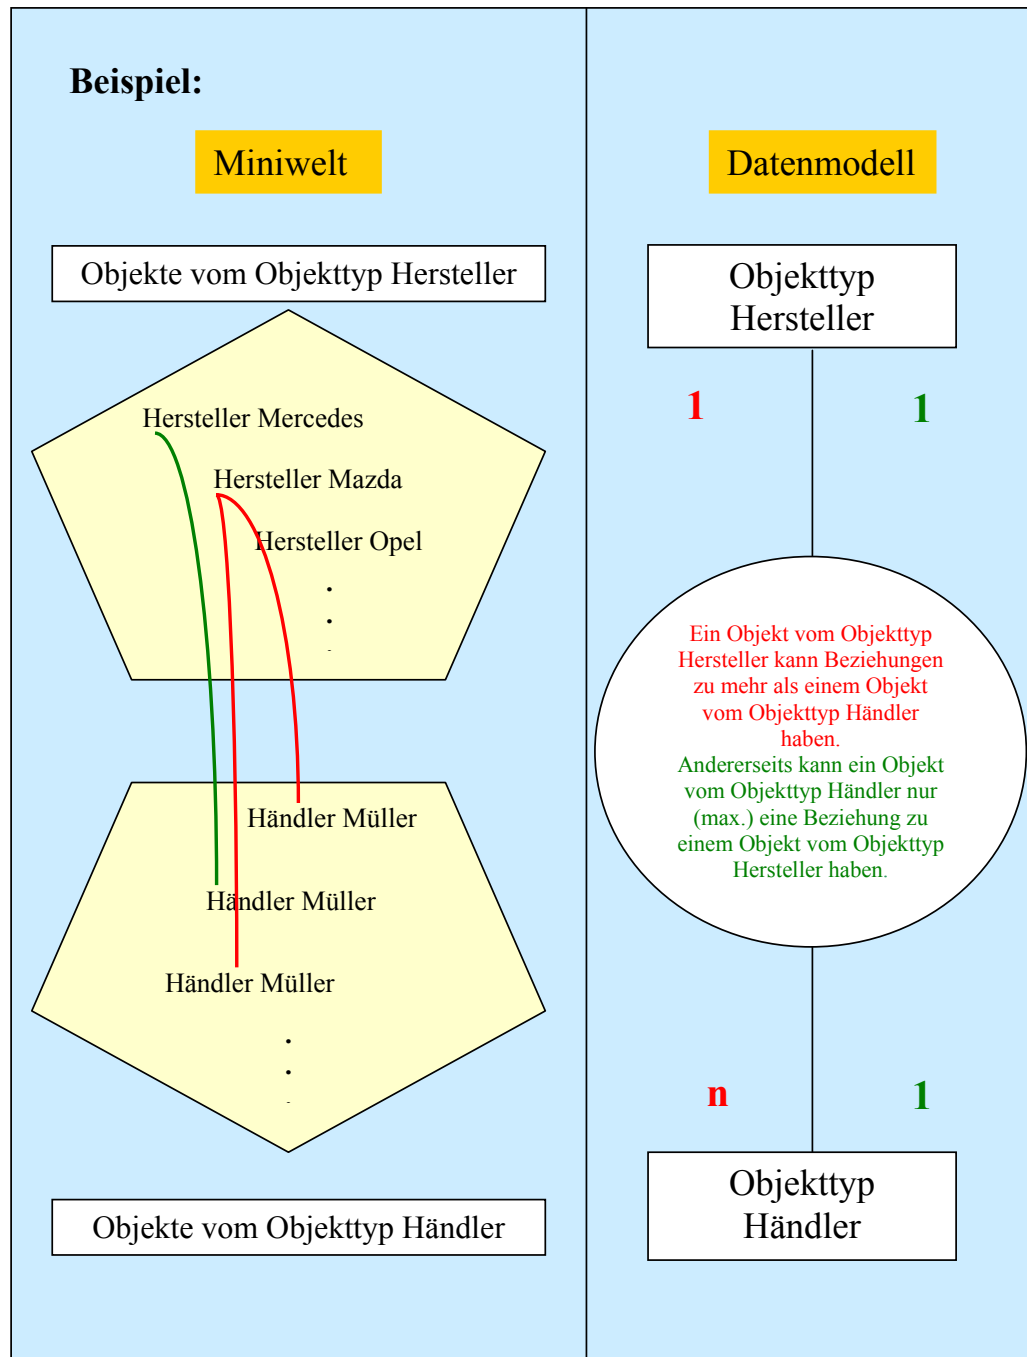 Beispiel:
Miniwelt
Objekte vom Objekttyp Hersteller
Hersteller Mercedes
Hersteller Mazda
Hersteller Opel
.
.
.
Händler Müller
Händler Müller
Händler Müller
.
.
.
Objekte vom Objekttyp Händler
Datenmodell
Objekttyp
Hersteller
1 1
Ein Objekt vom Objekttyp
Hersteller kann Beziehungen
zu mehr als einem Objekt
vom Objekttyp Händler
haben.
Andererseits kann ein Objekt
vom Objekttyp Händler nur
(max.) eine Beziehung zu
einem Objekt vom Objekttyp
Hersteller haben.
n 1
Objekttyp
Händler